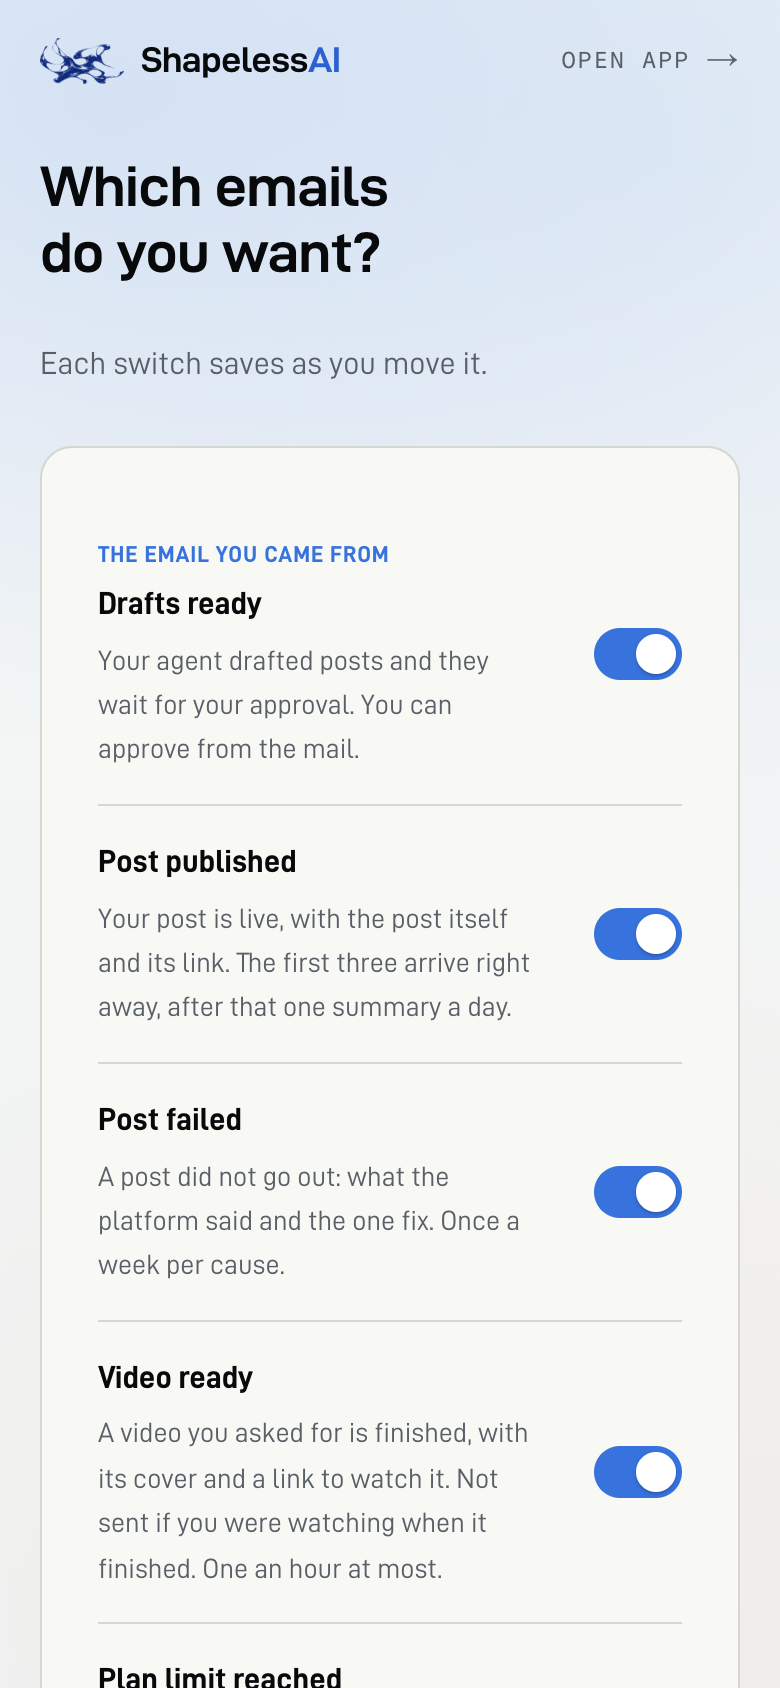 ShapelessAI
OPEN APP →
Which emails
do you want?
Each switch saves as you move it.
THE EMAIL YOU CAME FROM
Drafts ready
Your agent drafted posts and they
wait for your approval. You can
approve from the mail.
Post published
Your post is live, with the post itself
and its link. The first three arrive right
away, after that one summary a day.
Post failed
A post did not go out: what the
platform said and the one fix. Once a
week per cause.
Video ready
A video you asked for is finished, with
its cover and a link to watch it. Not
sent if you were watching when it
finished. One an hour at most.
Plan limit reached